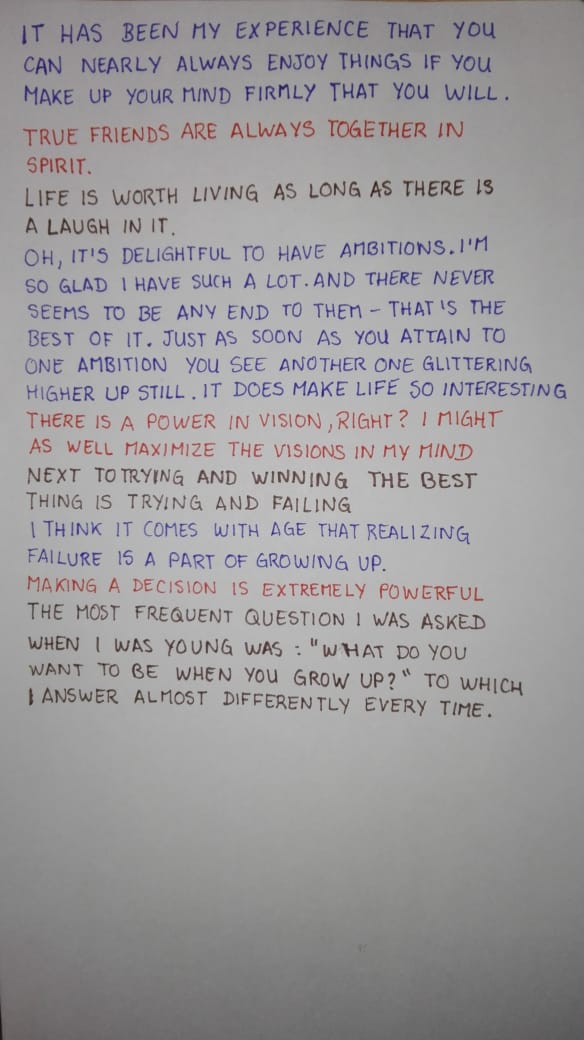 IT HAS BEEN MY EXPERIENCE THAT YOU
CAN NEARLY ALWAYS ENJOY THINGS IF YOU
MAKE UP YOUR MIND FIRMLY THAT YOU WILL.
TRUE FRIENDS ARE ALWAYS TOGETHER IN
SPIRIT.
LIFE IS WORTH LIVING AS LONG AS THERE IS
A LAUGH IN IT.
OH, IT'S DELIGHTFUL TO HAVE AMBITIONS. I'M
SO GLAD I HAVE SUCH A LOT. AND THERE NEVER
SEEMS TO BE ANY END TO THEM - THAT'S THE
BEST OF IT. JUST AS SOON AS YOU ATTAIN TO
ONE AMBITION YOU SEE ANOTHER ONE GLITTERING
HIGHER UP STILL. IT DOES MAKE LIFE SO INTERESTING
THERE IS A POWER IN VISION, RIGHT? I MIGHT
AS WELL MAXIMIZE THE VISIONS IN MY MIND
NEXT TO TRYING AND WINNING THE BEST
THING IS TRYING AND FAILING
I THINK IT COMES WITH AGE THAT REALIZING
FAILURE IS A PART OF GROWING UP.
MAKING A DECISION IS EXTREMELY POWERFUL
THE MOST FREQUENT QUESTION I WAS ASKED
WHEN I WAS YOUNG WAS : "WHAT DO YOU
WANT TO BE WHEN YOU GROW UP?" TO WHICH
I ANSWER ALMOST DIFFERENTLY EVERY TIME.